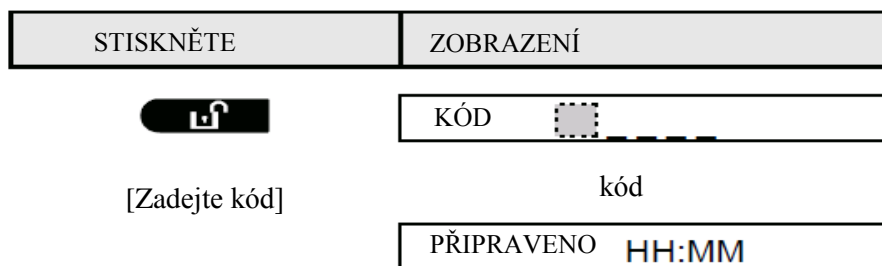 STISKNĚTE ZOBRAZENÍ
KÓD _ _ _ _
[Zadejte kód] kód
PŘIPRAVENO HH:MM